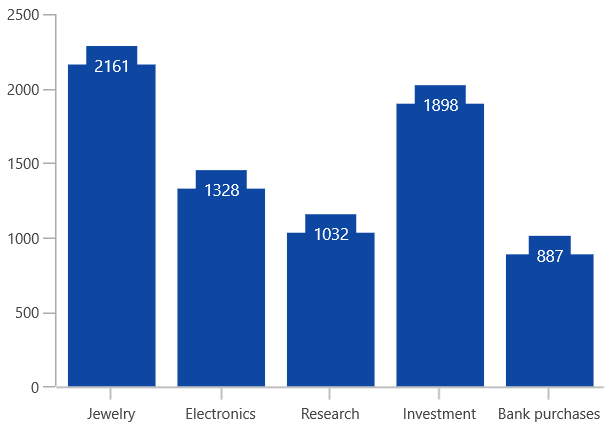 2500
2000
1500
1000
500
0
2161
1328
1032
1898
887
Jewelry
Electronics
Research
Investment
Bank purchases